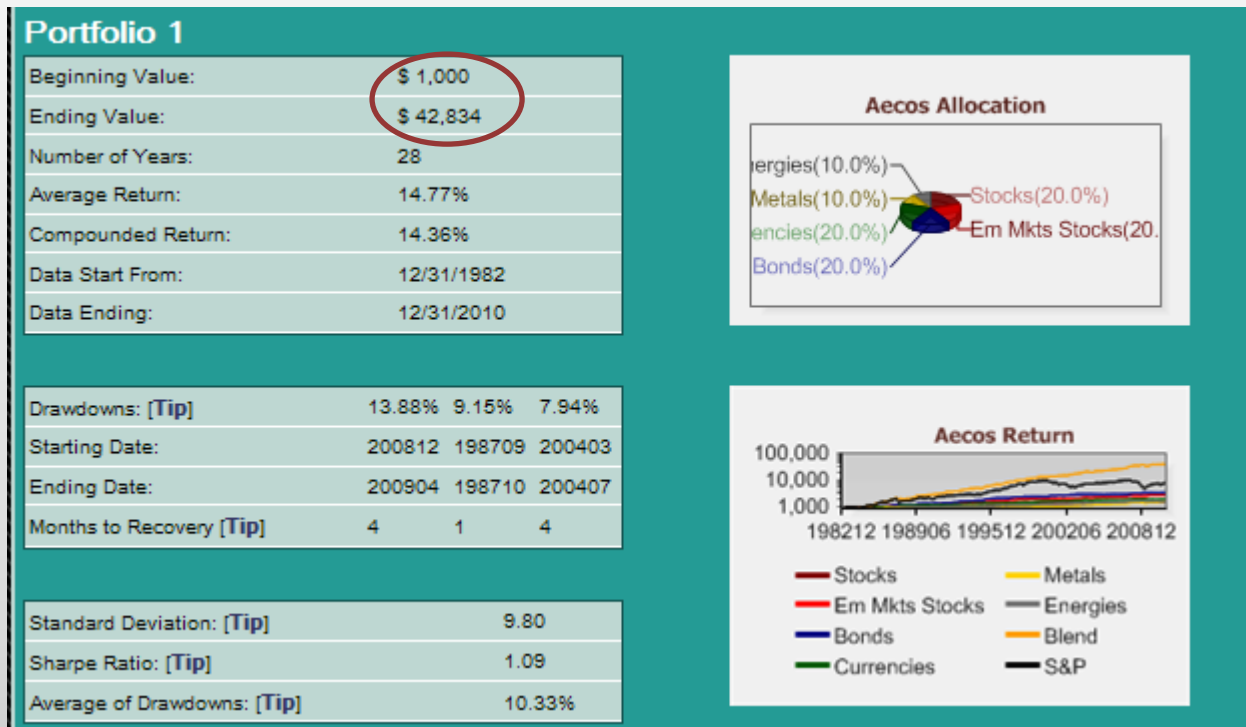 Portfolio 1
Beginning Value: $ 1,000
Ending Value: $ 42,834
Number of Years: 28
Average Return: 14.77%
Compounded Return: 14.36%
Data Start From: 12/31/1982
Data Ending: 12/31/2010
Drawdowns: [Tip] 13.88% 9.15% 7.94%
Starting Date: 200812 198709 200403
Ending Date: 200904 198710 200407
Months to Recovery [Tip] 4 1 4
Standard Deviation: [Tip] 9.80
Sharpe Ratio: [Tip] 1.09
Average of Drawdowns: [Tip] 10.33%
Aecos Allocation
ergies(10.0%)
Metals(10.0%)
Stocks(20.0%)
encies(20.0%)
Em Mkts Stocks(20.
Bonds(20.0%)
Aecos Return
100,000
10,000
1,000
198212 198906 199512 200206 200812
Stocks Metals
Em Mkts Stocks Energies
Bonds Blend
Currencies S&P